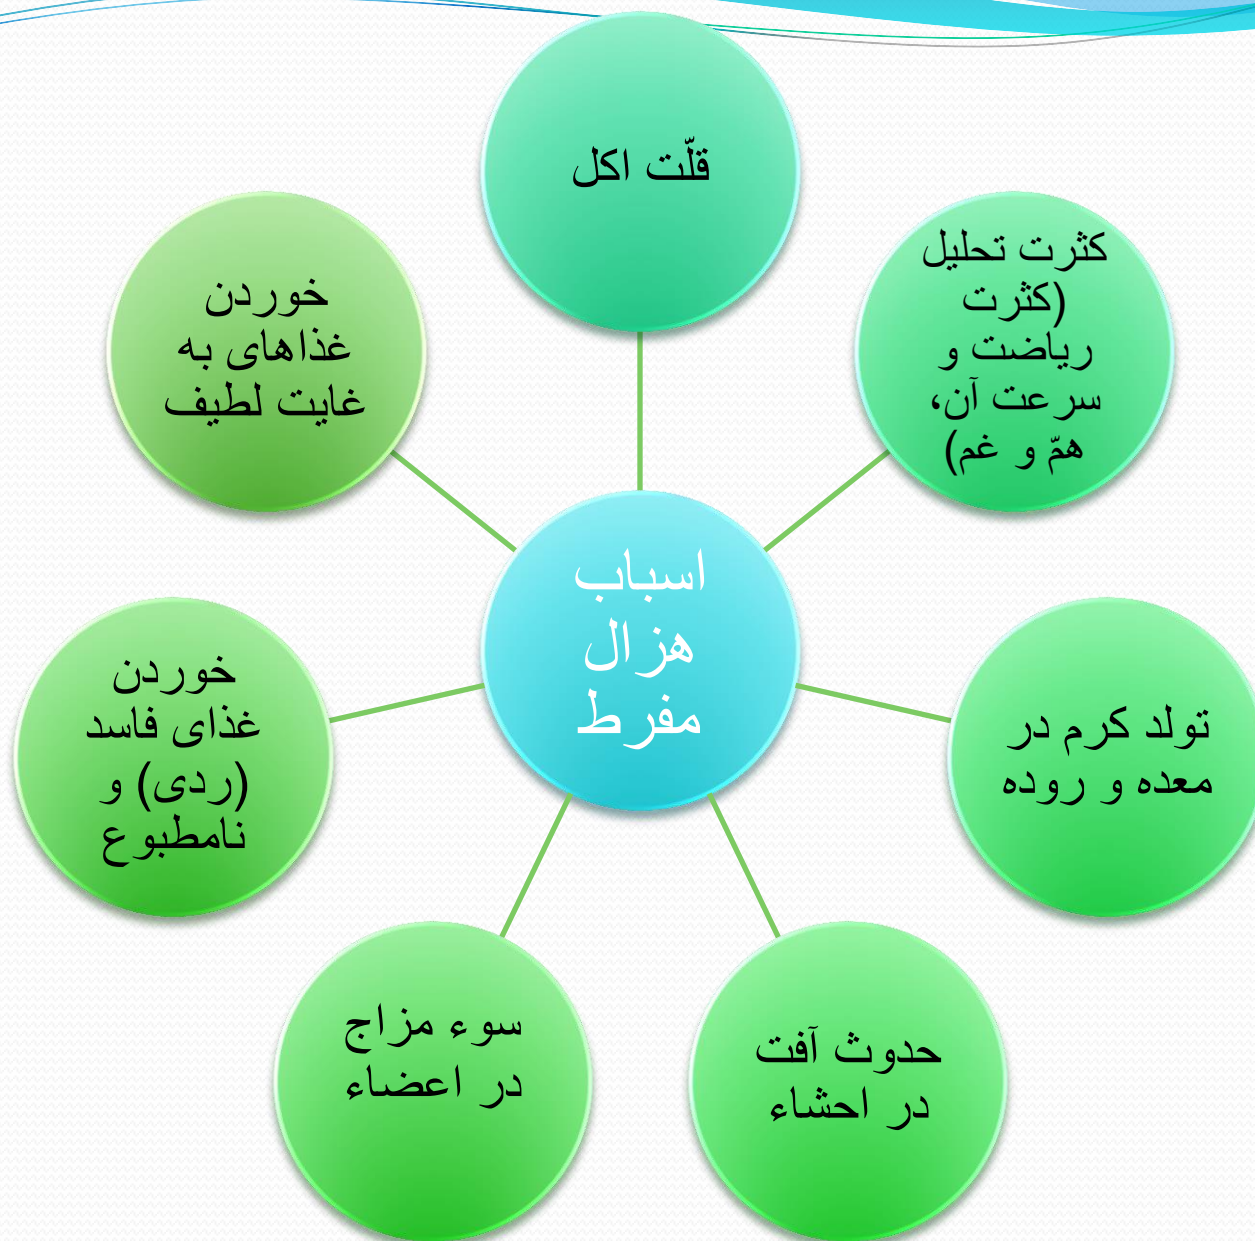 قلّت اکل
کثرت تحلیل
(کثرت
ریاضت و
سرعت آن،
همّ و غم)
تولد کرم در
معده و روده
حدوث آفت
در احشاء
سوء مزاج
در اعضاء
خوردن
غذای فاسد
(ردی) و
نامطبوع
خوردن
غذاهای به
غایت لطیف
اسباب
هزال
مفرط